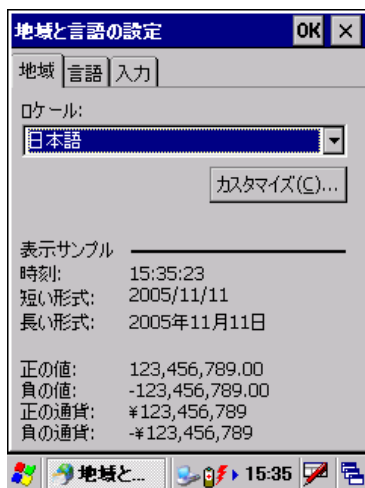 地域と言語の設定 OK ×
地域 言語 入力
ロケール:
日本語
カスタマイズ(C)...
表示サンプル
時刻: 15:35:23
短い形式: 2005/11/11
長い形式: 2005年11月11日
正の値: 123,456,789.00
負の値: -123,456,789.00
正の通貨: ¥123,456,789
負の通貨: -¥123,456,789
地域と... 15:35